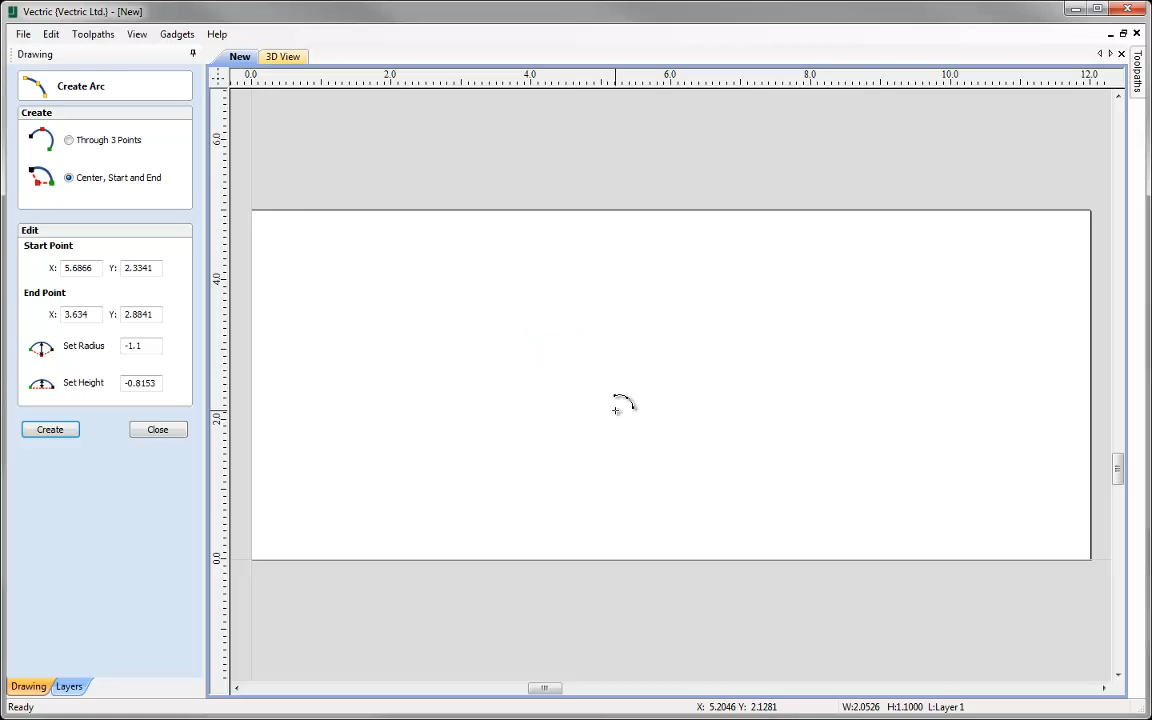 Vectric {Vectric Ltd.} - [New]
File Edit Toolpaths View Gadgets Help
Drawing
New 3D View
Create Arc
Create
Through 3 Points
Center, Start and End
Edit
Start Point
X: 5.6866 Y: 2.3341
End Point
X: 3.634 Y: 2.8841
Set Radius -1.1
Set Height -0.8153
Create Close
0.0 2.0 4.0 6.0 8.0 10.0 12.0
6.0
4.0
2.0
0.0
Toolpaths
Drawing Layers
Ready X: 5.2046 Y: 2.1281 W:2.0526 H:1.1000 L:Layer 1